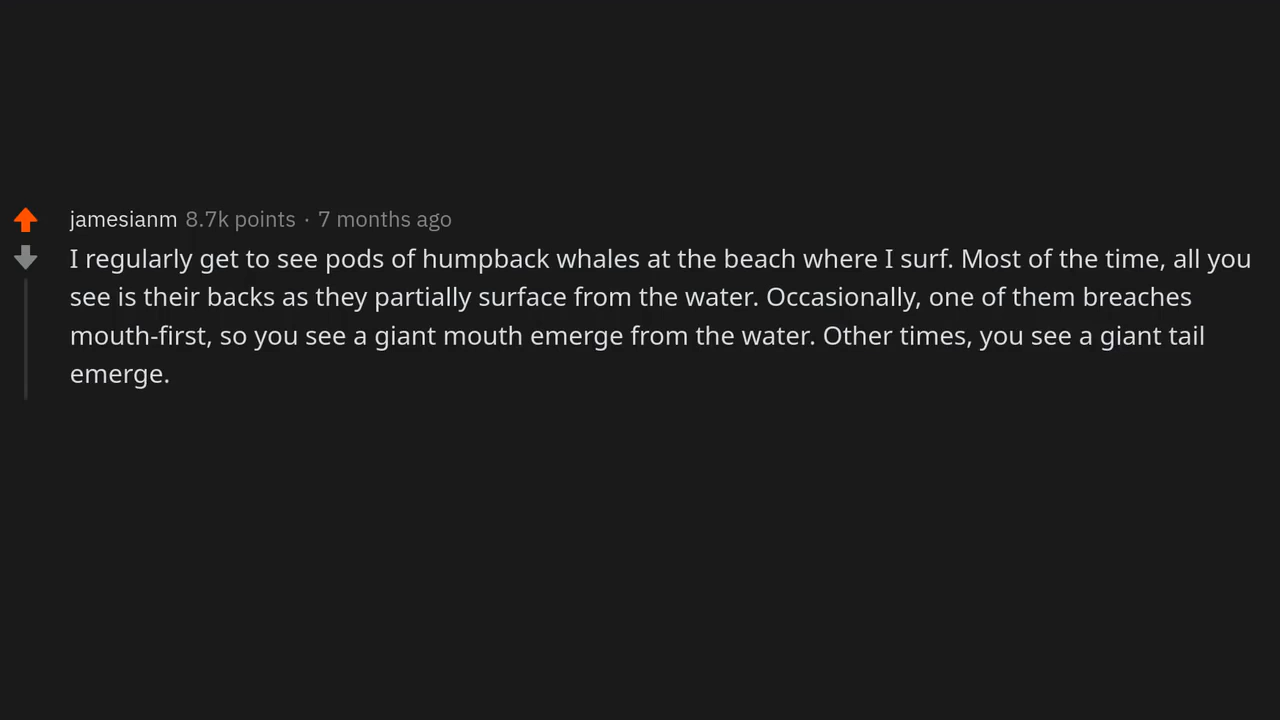 jamesianm 8.7k points · 7 months ago
I regularly get to see pods of humpback whales at the beach where I surf. Most of the time, all you
see is their backs as they partially surface from the water. Occasionally, one of them breaches
mouth-first, so you see a giant mouth emerge from the water. Other times, you see a giant tail
emerge.